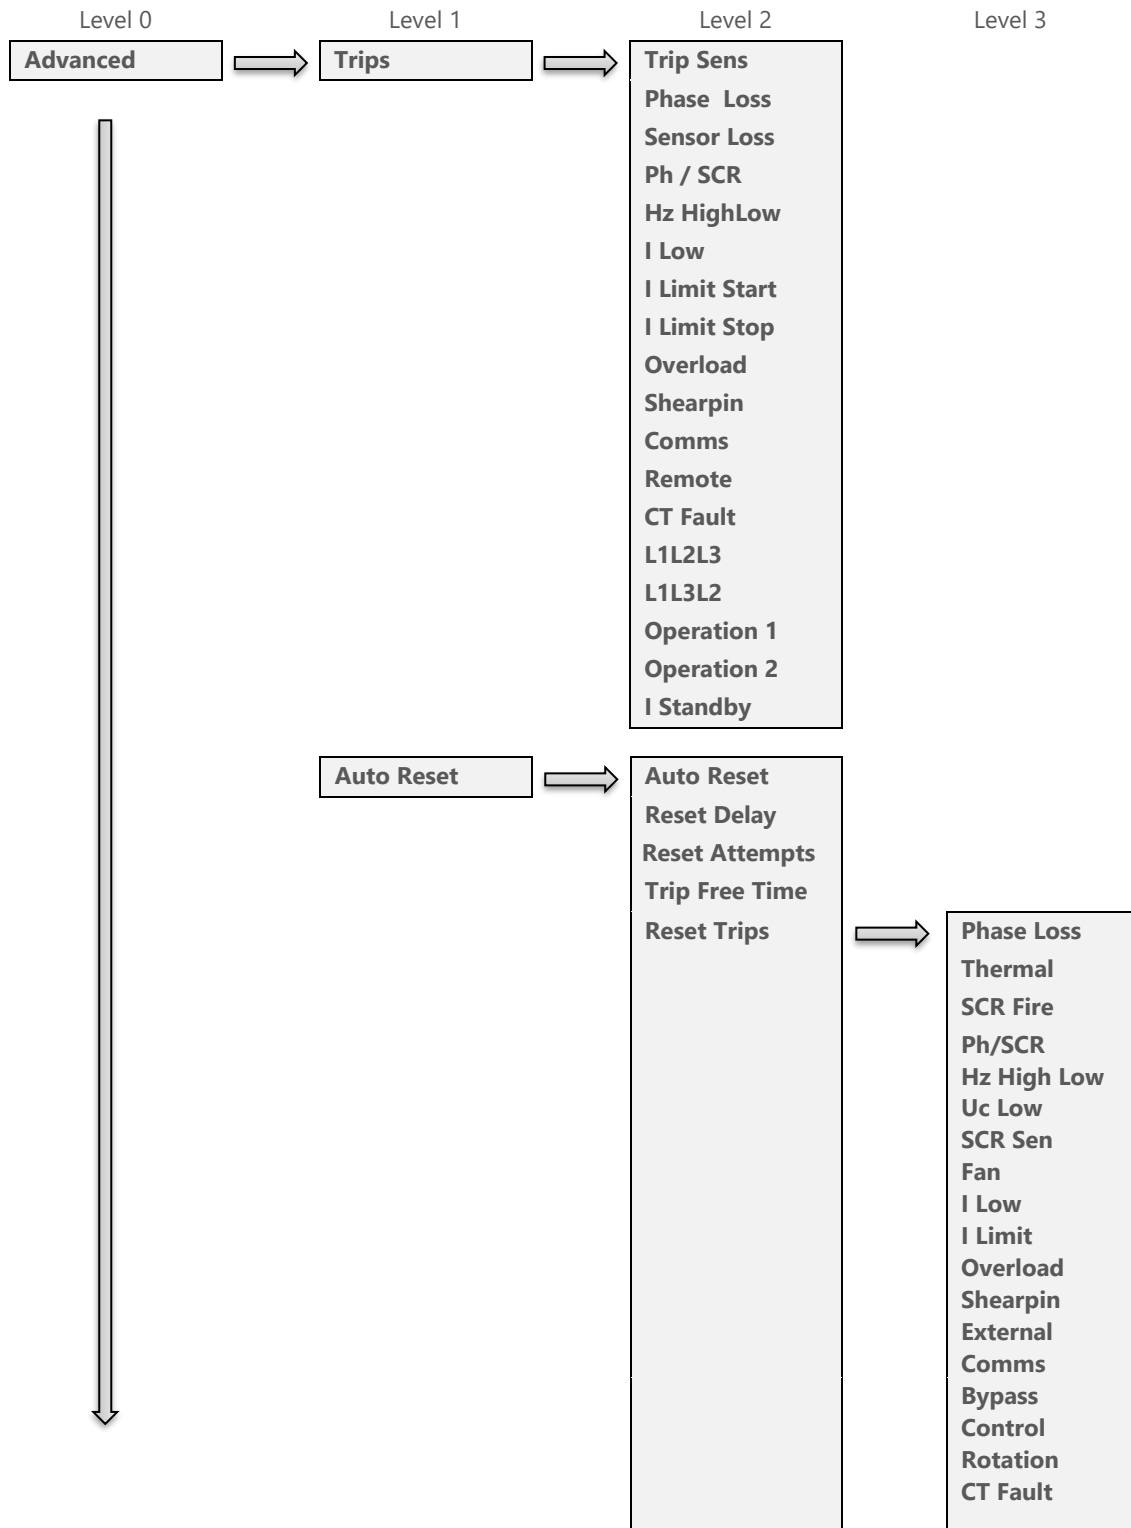 Level 0 Level 1 Level 2 Level 3
Advanced Trips Trip Sens
Phase Loss
Sensor Loss
Ph / SCR
Hz HighLow
I Low
I Limit Start
I Limit Stop
Overload
Shearpin
Comms
Remote
CT Fault
L1L2L3
L1L3L2
Operation 1
Operation 2
I Standby
Auto Reset Auto Reset
Reset Delay
Reset Attempts
Trip Free Time
Reset Trips Phase Loss
Thermal
SCR Fire
Ph/SCR
Hz High Low
Uc Low
SCR Sen
Fan
I Low
I Limit
Overload
Shearpin
External
Comms
Bypass
Control
Rotation
CT Fault